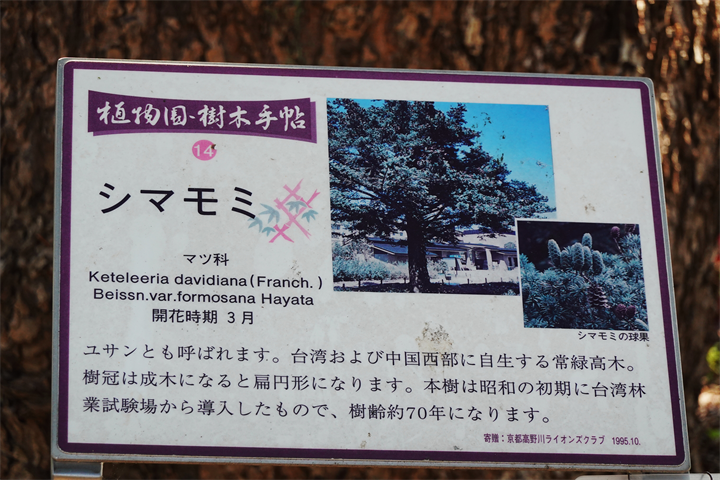 植物園・樹木手帖
14
シマモミ
マツ科
Keteleeria davidiana(Franch.)
Beissn.var.formosana Hayata
開花時期 3月
シマモミの球果
ユサンとも呼ばれます。台湾および中国西部に自生する常緑高木。
樹冠は成木になると扁円形になります。本樹は昭和の初期に台湾林
業試験場から導入したもので、樹齢約70年になります。
寄贈：京都高野川ライオンズクラブ 1995.10.